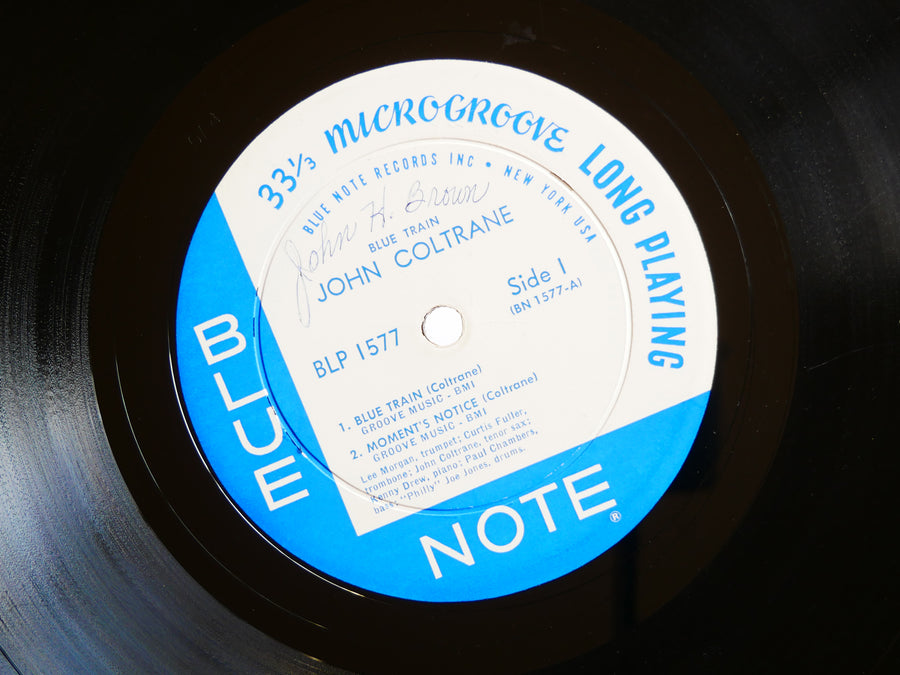 33⅓ MICROGROOVE LONG PLAYING
BLUE NOTE RECORDS INC • NEW YORK USA
John H. Brown
BLUE TRAIN
JOHN COLTRANE
Side 1
(BN 1577-A)
BLP 1577
1. BLUE TRAIN (Coltrane)
GROOVE MUSIC - BMI
2. MOMENT'S NOTICE (Coltrane)
GROOVE MUSIC - BMI
Lee Morgan, trumpet; Curtis Fuller,
trombone; John Coltrane, tenor sax;
Kenny Drew, piano; Paul Chambers,
bass; "Philly" Joe Jones, drums.
BLUE
NOTE®